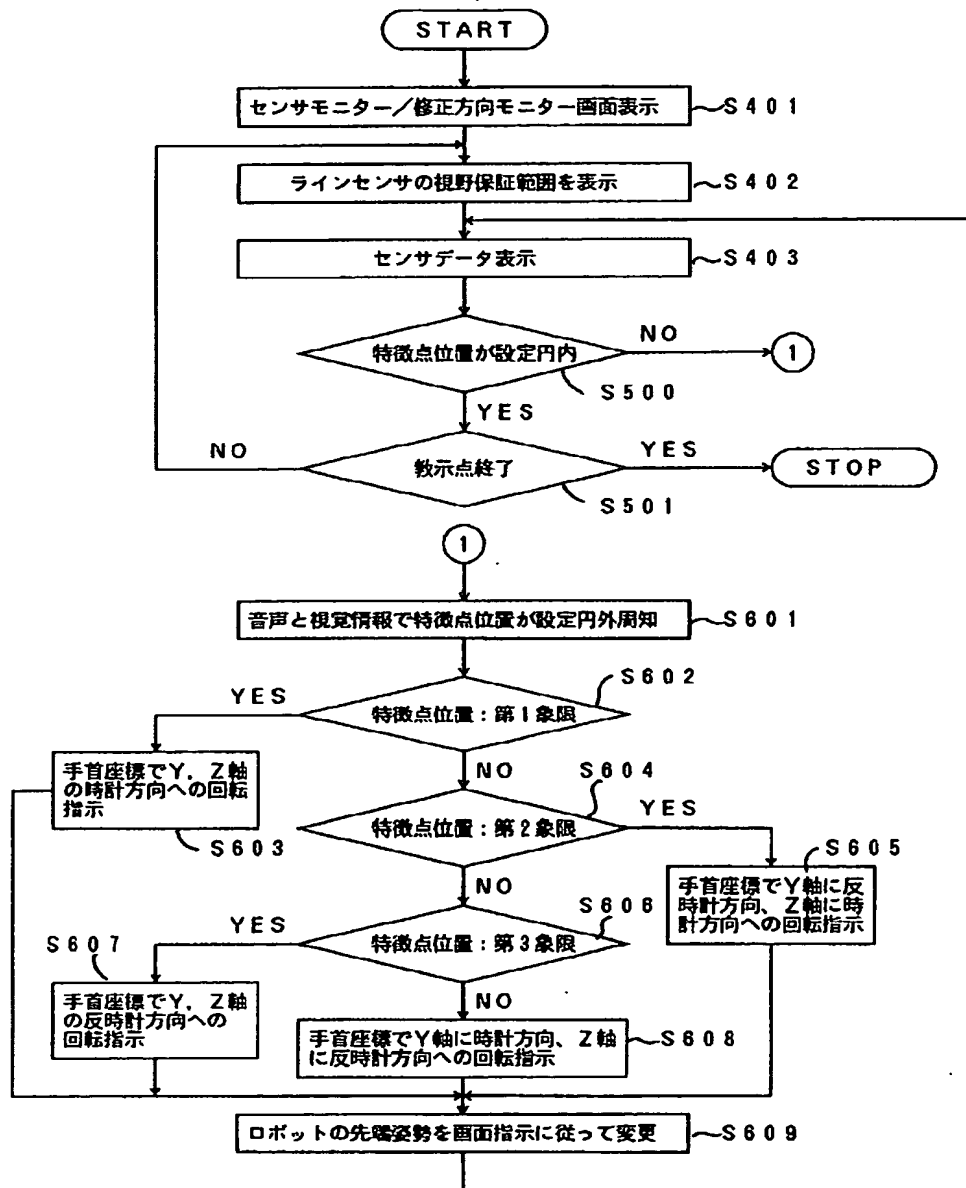 START
センサモニター／修正方向モニター画面表示
S401
ラインセンサの視野保証範囲を表示
S402
センサデータ表示
S403
特徴点位置が設定円内
NO
1
S500
YES
教示点終了
NO
YES
STOP
S501
1
音声と視覚情報で特徴点位置が設定円外周知
S601
S602
特徴点位置：第1象限
YES
手首座標でY，Z軸
の時計方向への回転
指示
S603
NO
S604
特徴点位置：第2象限
YES
S605
手首座標でY軸に反
時計方向、Z軸に時
計方向への回転指示
NO
S606
特徴点位置：第3象限
YES
S607
手首座標でY，Z軸
の反時計方向への
回転指示
NO
手首座標でY軸に時計方向、Z軸
に反時計方向への回転指示
S608
ロボットの先端姿勢を画面指示に従って変更
S609